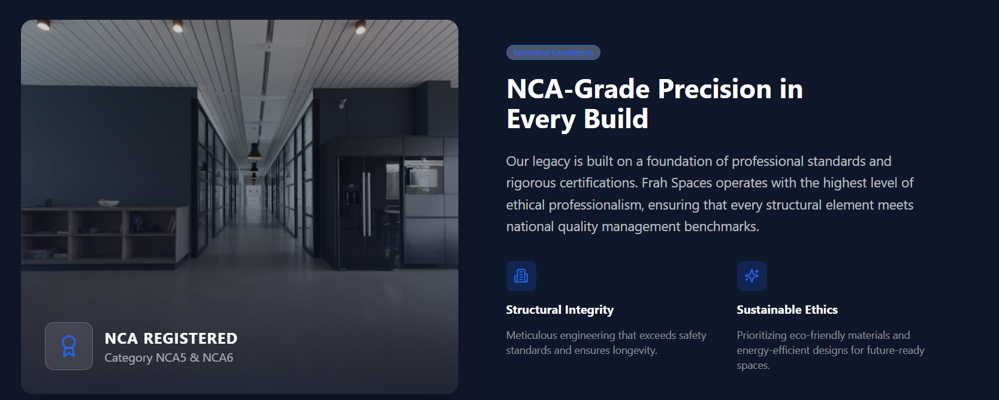 Technical Excellence
NCA-Grade Precision in
Every Build
Our legacy is built on a foundation of professional standards and
rigorous certifications. Frah Spaces operates with the highest level of
ethical professionalism, ensuring that every structural element meets
national quality management benchmarks.
Structural Integrity
Meticulous engineering that exceeds safety
standards and ensures longevity.
Sustainable Ethics
Prioritizing eco-friendly materials and
energy-efficient designs for future-ready
spaces.
NCA REGISTERED
Category NCA5 & NCA6